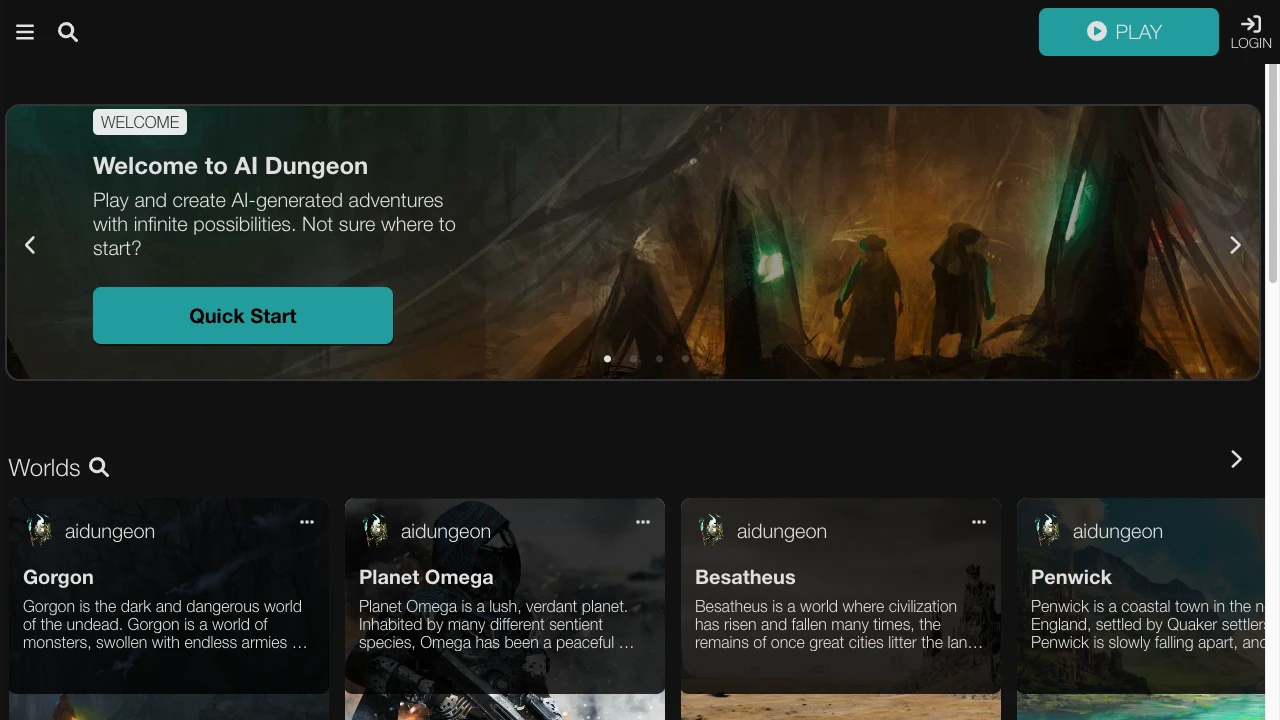 PLAY
LOGIN
WELCOME
Welcome to AI Dungeon
Play and create AI-generated adventures
with infinite possibilities. Not sure where to
start?
Quick Start
Worlds
aidungeon
Gorgon
Gorgon is the dark and dangerous world
of the undead. Gorgon is a world of
monsters, swollen with endless armies …
aidungeon
Planet Omega
Planet Omega is a lush, verdant planet.
Inhabited by many different sentient
species, Omega has been a peaceful …
aidungeon
Besatheus
Besatheus is a world where civilization
has risen and fallen many times, the
remains of once great cities litter the lan…
aidungeon
Penwick
Penwick is a coastal town in the n
England, settled by Quaker settlers
Penwick is slowly falling apart, and